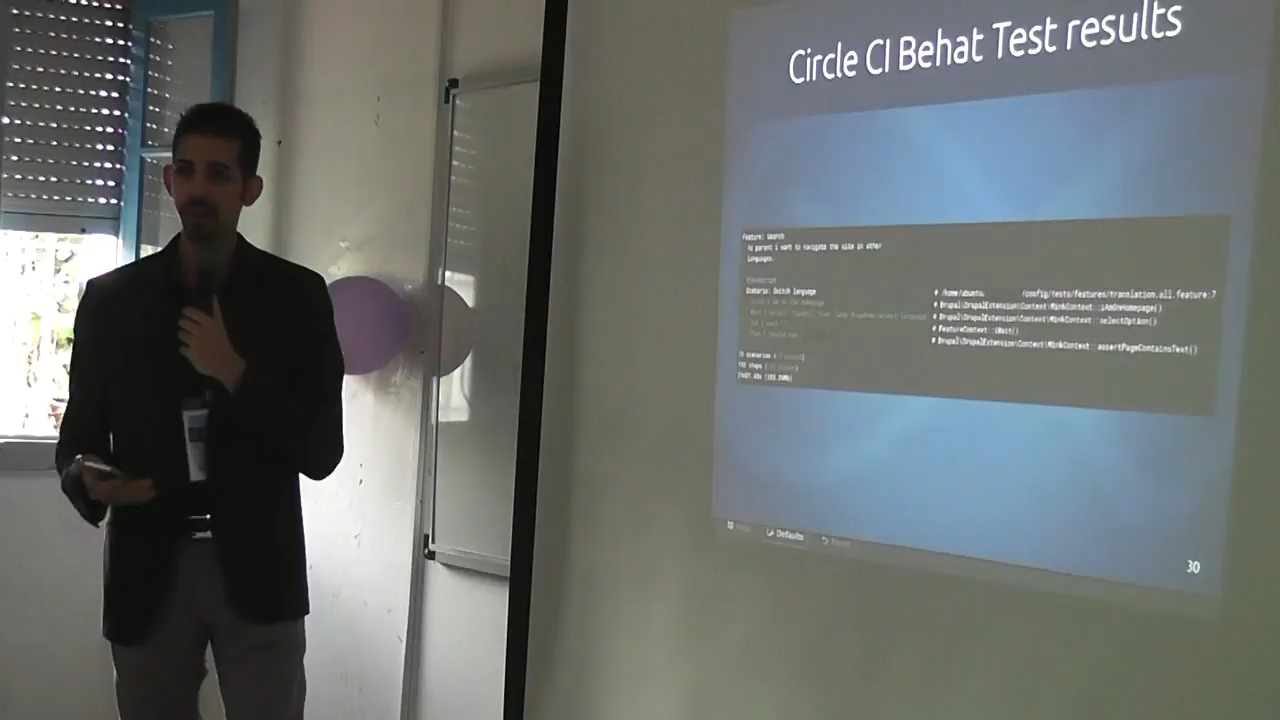 Circle CI Behat Test results
Feature: Search
As parent i want to navigate the site in other
languages.
Scenario: Switch language
# /home/ubuntu /config/tests/features/translation.all.feature:7
# Drupal\DrupalExtension\Context\MinkContext::iAmOnHomepage()
# Drupal\DrupalExtension\Context\MinkContext::selectOption()
# FeatureContext::iWait()
# Drupal\DrupalExtension\Context\MinkContext::assertPageContainsText()
scenarios
steps
Defaults
30